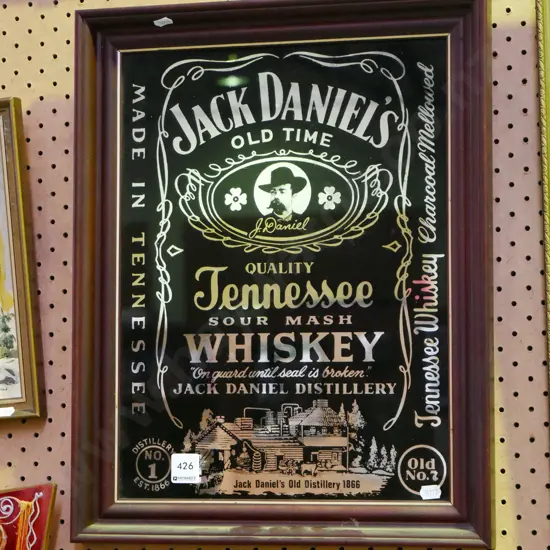 MADE IN TENNESSEE
JACK DANIEL'S
OLD TIME
J. Daniel
QUALITY
Tennessee
SOUR MASH
WHISKEY
"On guard until seal is broken."
JACK DANIEL DISTILLERY
Tennessee Whiskey Charcoal Mellowed
DISTILLERY
NO.
1
EST. 1866
426
Jack Daniel's Old Distillery 1866
Old
No.7